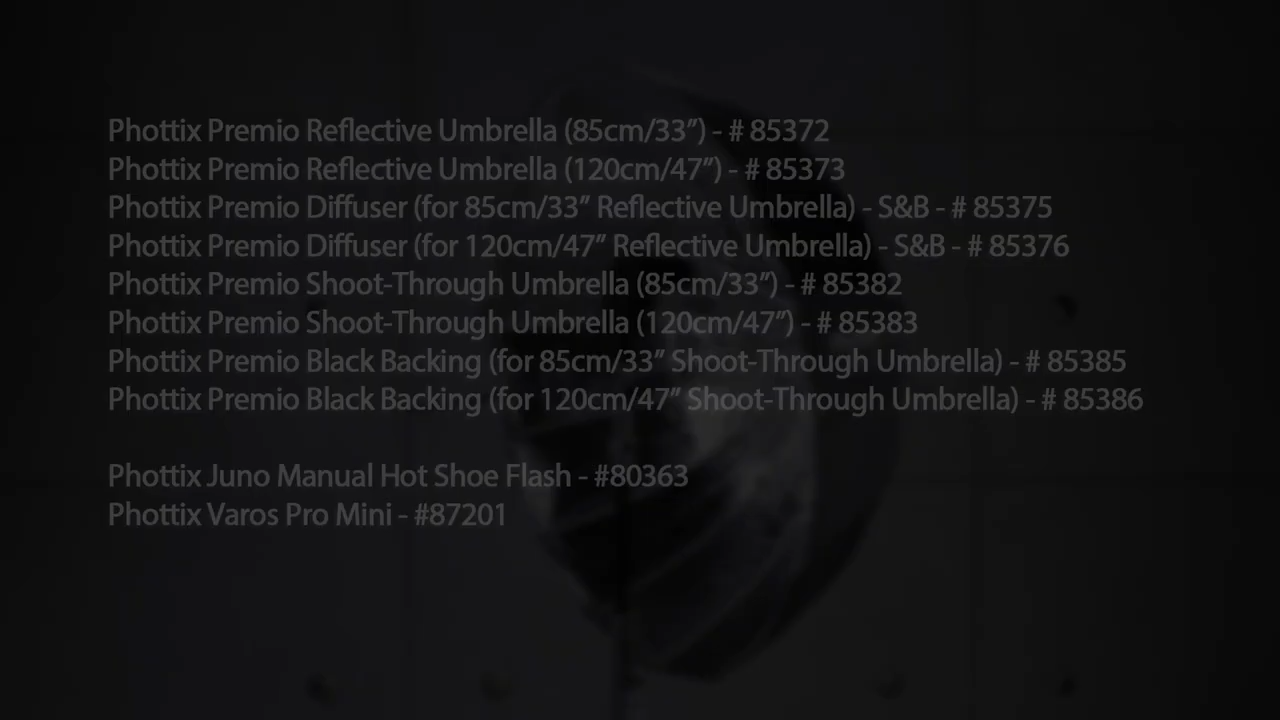 Phottix Premio Reflective Umbrella (85cm/33”) - # 85372
Phottix Premio Reflective Umbrella (120cm/47”) - # 85373
Phottix Premio Diffuser (for 85cm/33” Reflective Umbrella) - S&B - # 85375
Phottix Premio Diffuser (for 120cm/47” Reflective Umbrella) - S&B - # 85376
Phottix Premio Shoot-Through Umbrella (85cm/33”) - # 85382
Phottix Premio Shoot-Through Umbrella (120cm/47”) - # 85383
Phottix Premio Black Backing (for 85cm/33” Shoot-Through Umbrella) - # 85385
Phottix Premio Black Backing (for 120cm/47” Shoot-Through Umbrella) - # 85386
Phottix Juno Manual Hot Shoe Flash - #80363
Phottix Varos Pro Mini - #87201